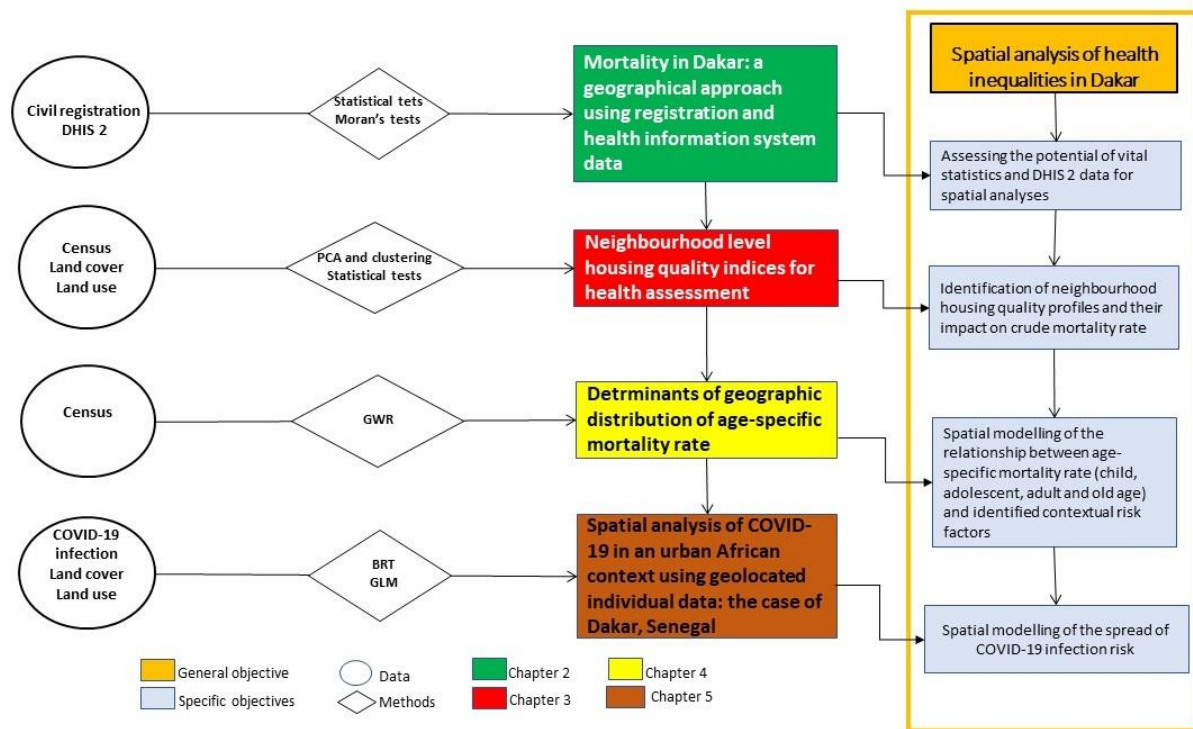 Civil registration
DHIS 2
Statistical tets
Moran's tests
Mortality in Dakar: a
geographical approach
using registration and
health information system
data
Spatial analysis of health
inequalities in Dakar
Assessing the potential of vital
statistics and DHIS 2 data for
spatial analyses
Census
Land cover
Land use
PCA and clustering
Statistical tests
Neighbourhood level
housing quality indices for
health assessment
Identification of neighbourhood
housing quality profiles and their
impact on crude mortality rate
Census
GWR
Detrminants of geographic
distribution of age-specific
mortality rate
Spatial modelling of the
relationship between age-
specific mortality rate (child,
adolescent, adult and old age)
and identified contextual risk
factors
COVID-19
infection
Land cover
Land use
BRT
GLM
Spatial analysis of COVID-
19 in an urban African
context using geolocated
individual data: the case of
Dakar, Senegal
Spatial modelling of the spread of
COVID-19 infection risk
General objective
Data
Chapter 2
Chapter 4
Specific objectives
Methods
Chapter 3
Chapter 5